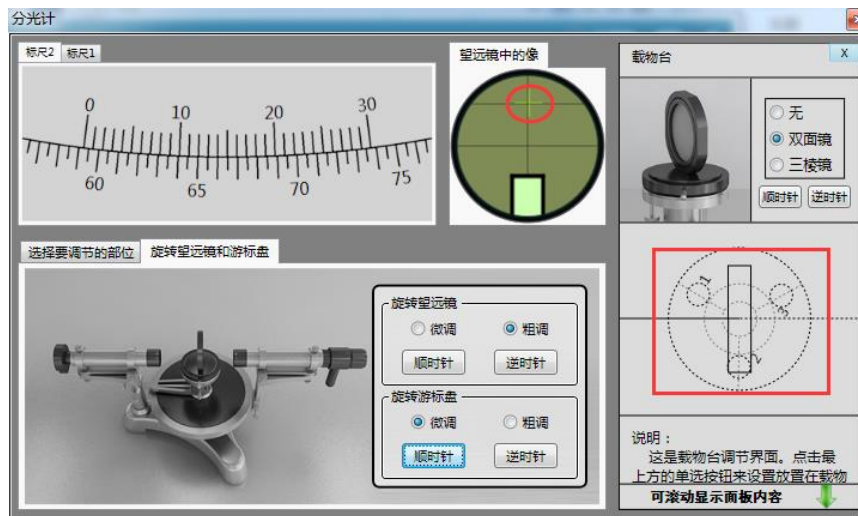 分光计
标尺2 标尺1
0 10 20 30
60 65 70 75
望远镜中的像
载物台 X
无
双面镜
三棱镜
顺时针 逆时针
选择要调节的部位 旋转望远镜和游标盘
旋转望远镜
微调 粗调
顺时针 逆时针
旋转游标盘
微调 粗调
顺时针 逆时针
1
3
2
说明：
这是载物台调节界面。点击最
上方的单选按钮来设置放置在载物
可滚动显示面板内容